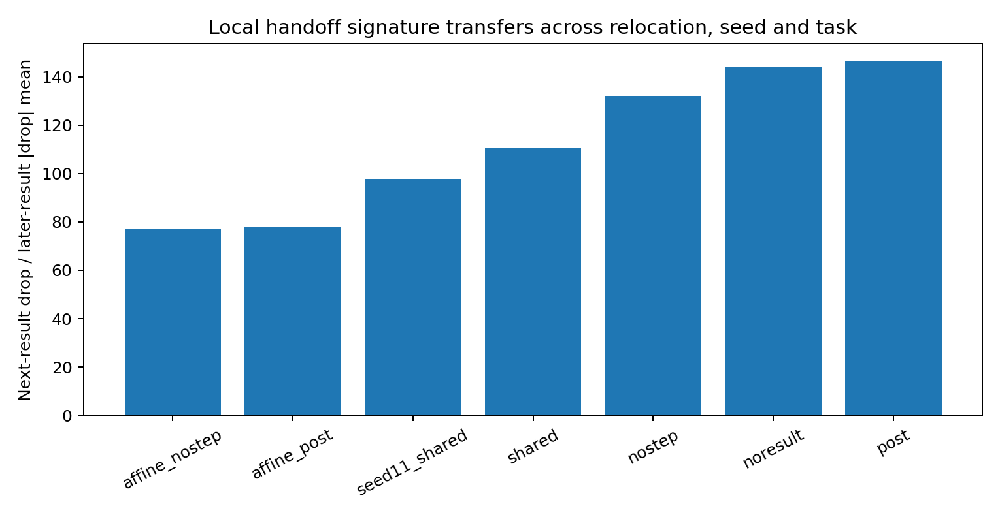 Local handoff signature transfers across relocation, seed and task
Next-result drop / later-result |drop| mean
140
120
100
80
60
40
20
0
affine_nostep
affine_post
seed11_shared
shared
nostep
noresult
post